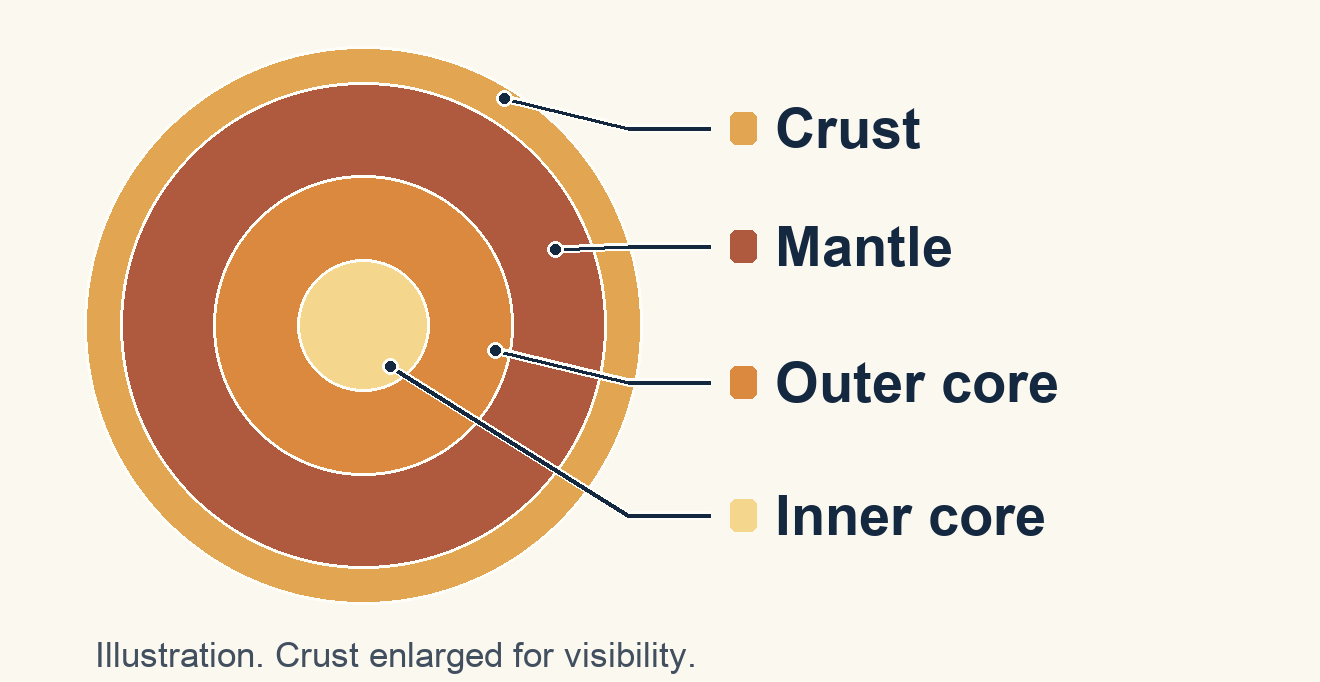 Crust
Mantle
Outer core
Inner core
Illustration. Crust enlarged for visibility.